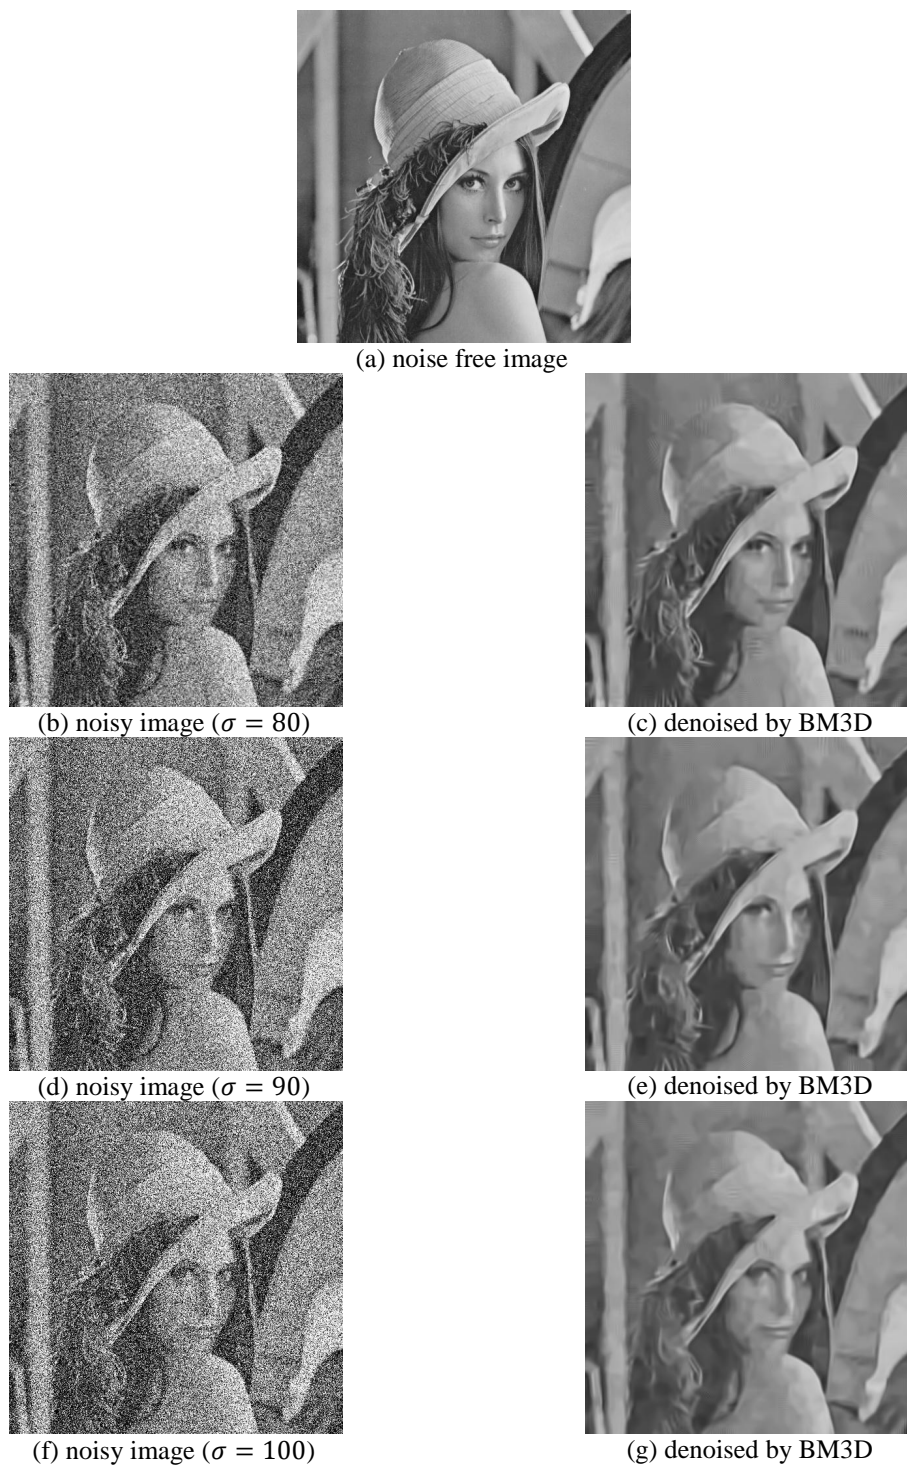 (a) noise free image
(b) noisy image (𝜎 = 80)
(c) denoised by BM3D
(d) noisy image (𝜎 = 90)
(e) denoised by BM3D
(f) noisy image (𝜎 = 100)
(g) denoised by BM3D